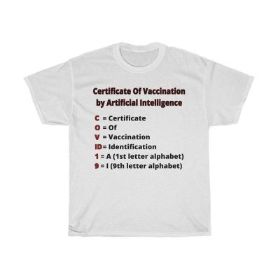 Certificate Of Vaccination
by Artificial Intelligence
C = Certificate
O = Of
V = Vaccination
ID= Identification
1 = A (1st letter alphabet)
9 = I (9th letter alphabet)